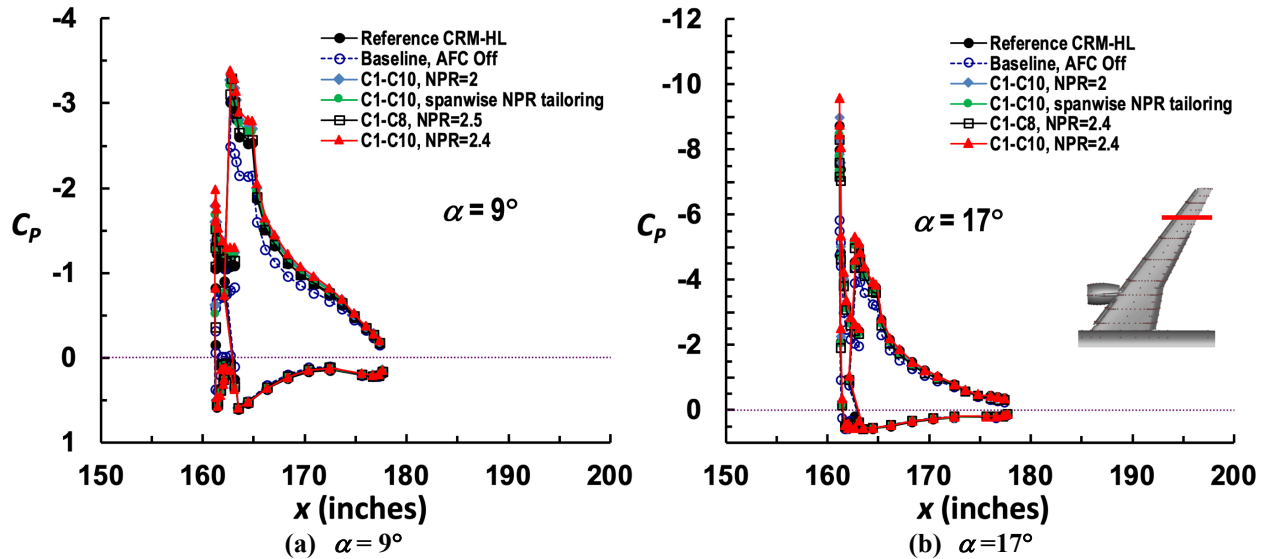 -4
-3
-2
-1
0
1
C_P
Reference CRM-HL
Baseline, AFC Off
C1-C10, NPR=2
C1-C10, spanwise NPR tailoring
C1-C8, NPR=2.5
C1-C10, NPR=2.4
α = 9°
150 160 170 180 190 200
x (inches)
(a) α = 9°
-12
-10
-8
-6
-4
-2
0
C_P
Reference CRM-HL
Baseline, AFC Off
C1-C10, NPR=2
C1-C10, spanwise NPR tailoring
C1-C8, NPR=2.4
C1-C10, NPR=2.4
α = 17°
150 160 170 180 190 200
x (inches)
(b) α =17°